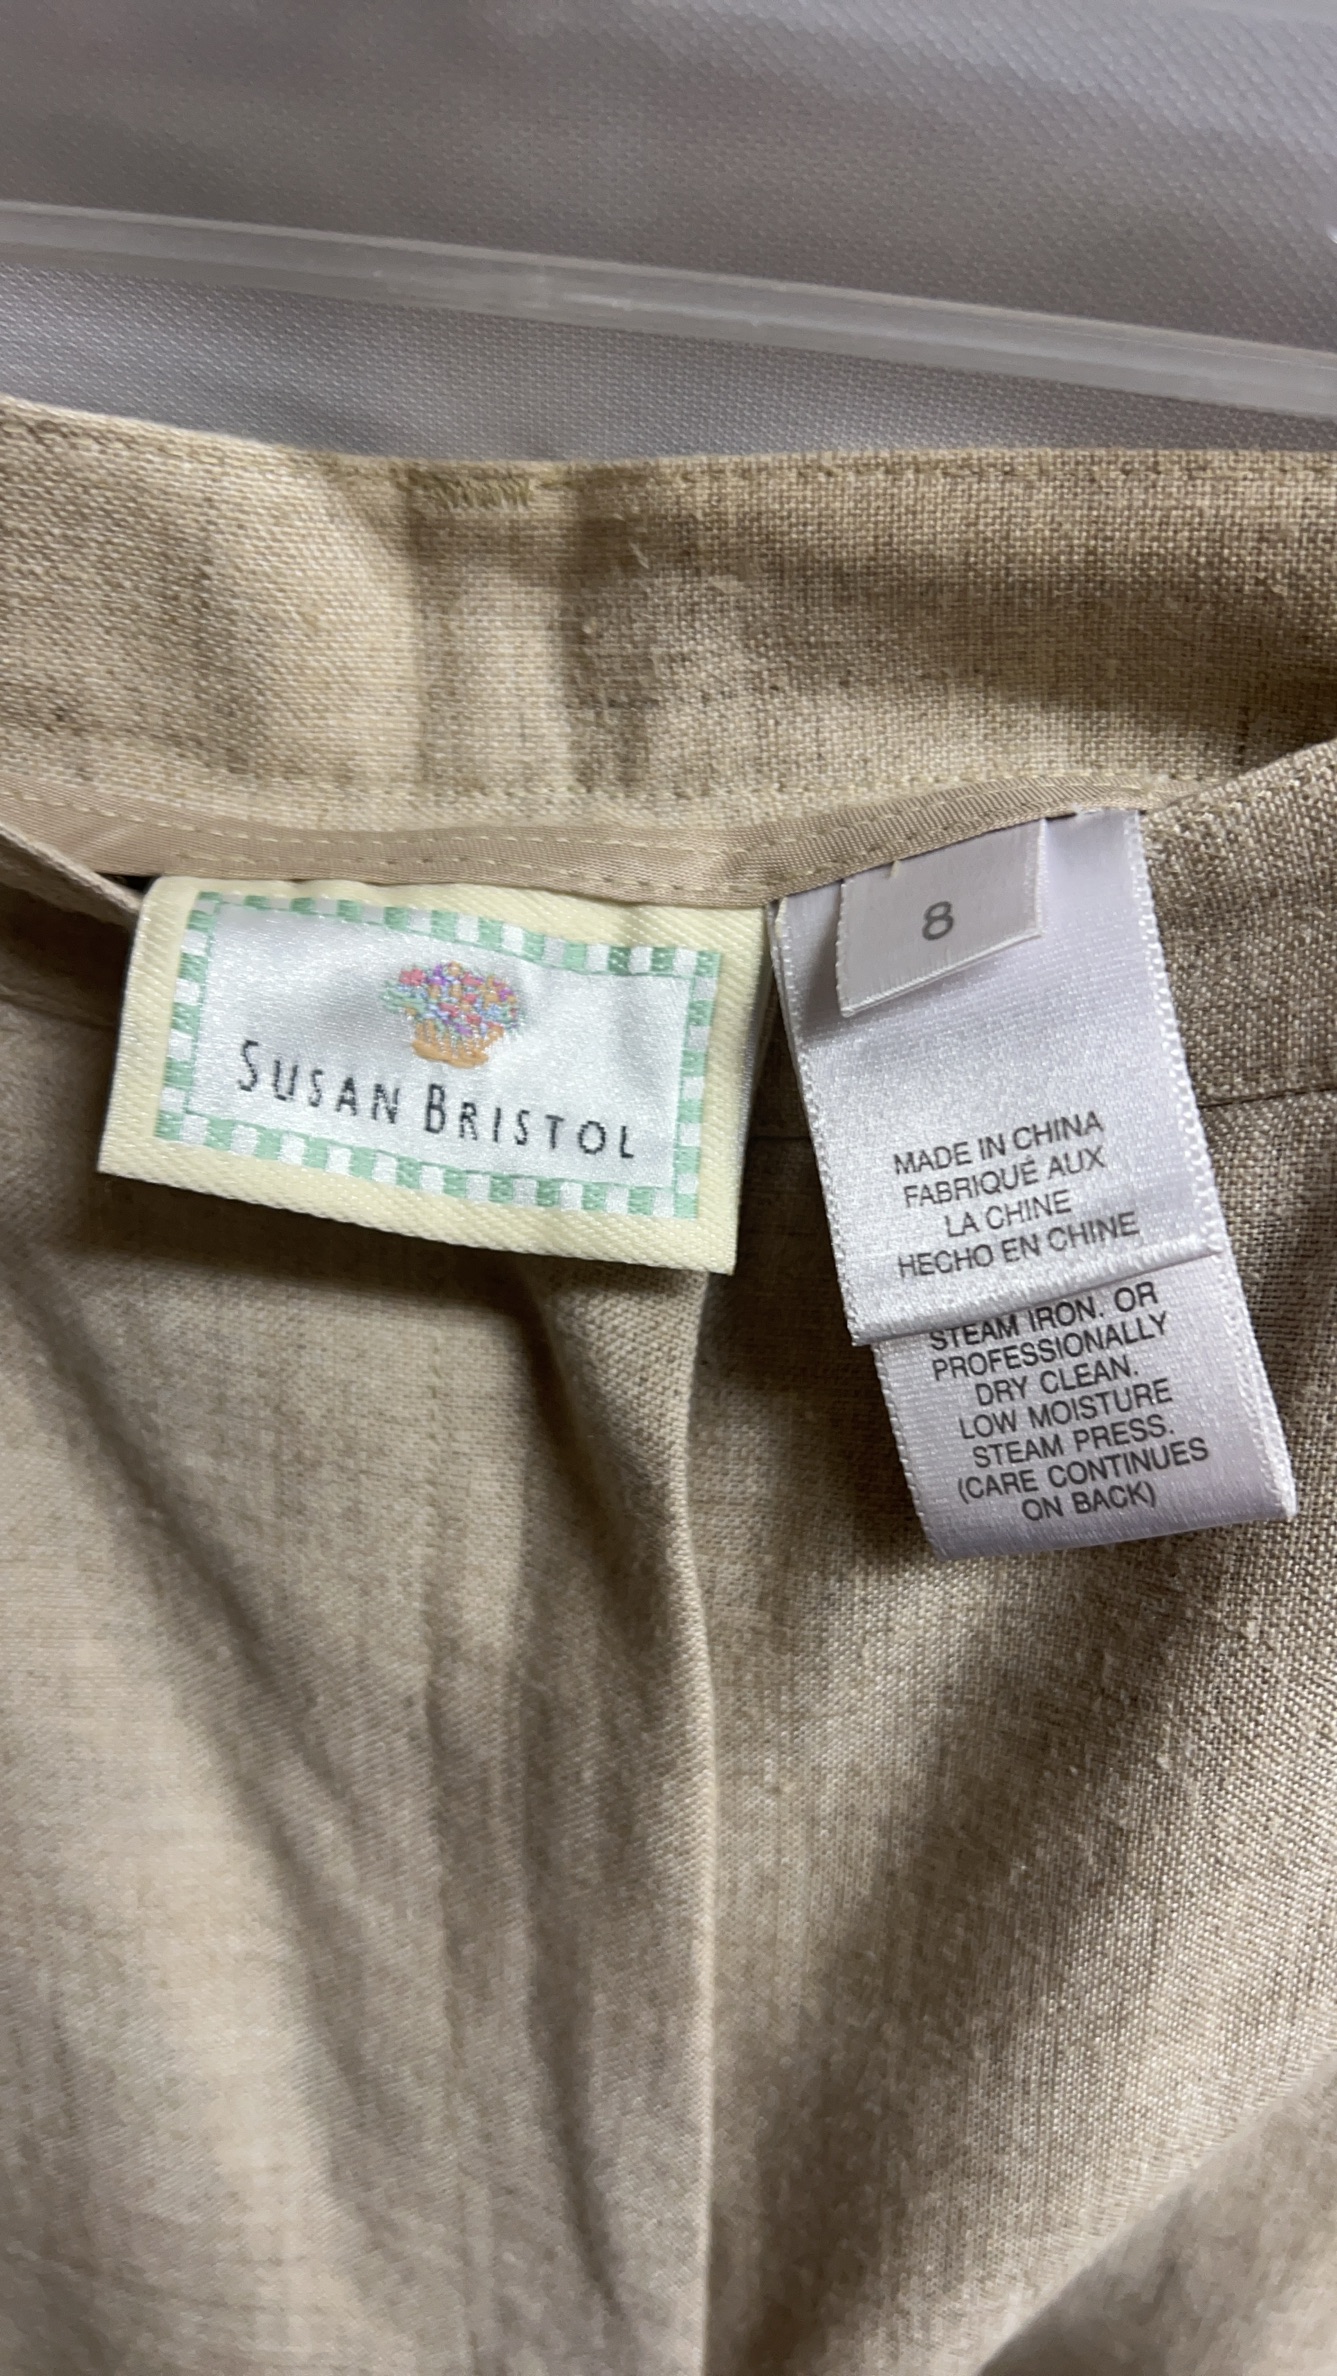 SUSAN BRISTOL
8
MADE IN CHINA
FABRIQUÉ AUX
LA CHINE
HECHO EN CHINE
STEAM IRON. OR
PROFESSIONALLY
DRY CLEAN.
LOW MOISTURE
STEAM PRESS.
(CARE CONTINUES
ON BACK)